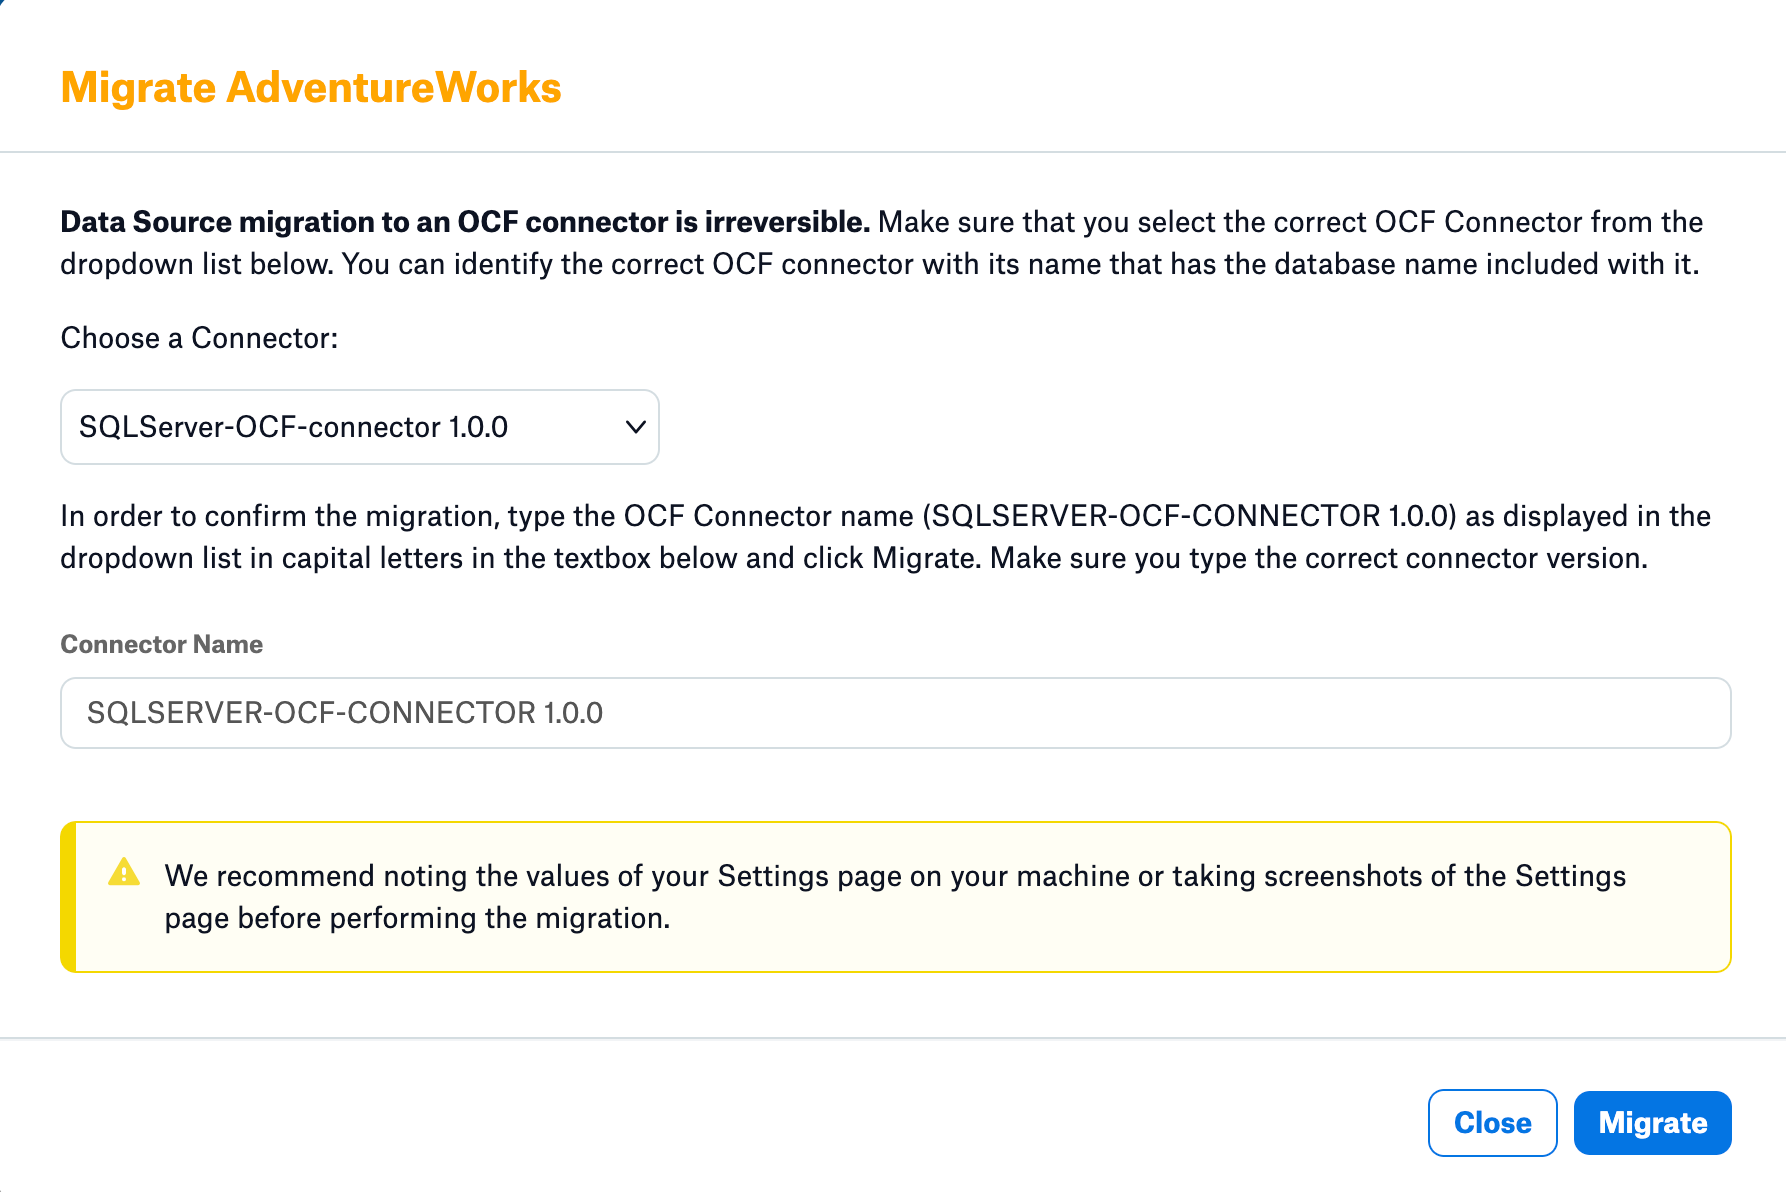 Migrate AdventureWorks
Data Source migration to an OCF connector is irreversible. Make sure that you select the correct OCF Connector from the
dropdown list below. You can identify the correct OCF connector with its name that has the database name included with it.
Choose a Connector:
SQLServer-OCF-connector 1.0.0
In order to confirm the migration, type the OCF Connector name (SQLSERVER-OCF-CONNECTOR 1.0.0) as displayed in the
dropdown list in capital letters in the textbox below and click Migrate. Make sure you type the correct connector version.
Connector Name
SQLSERVER-OCF-CONNECTOR 1.0.0
We recommend noting the values of your Settings page on your machine or taking screenshots of the Settings
page before performing the migration.
Close Migrate